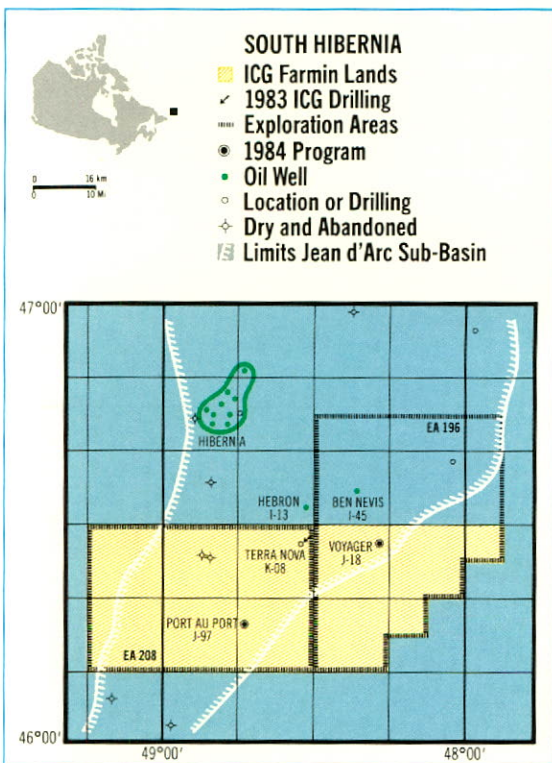 SOUTH HIBERNIA
ICG Farmin Lands
1983 ICG Drilling
Exploration Areas
1984 Program
Oil Well
Location or Drilling
Dry and Abandoned
Limits Jean d'Arc Sub-Basin
0 16 km
0 10 Mi
47°00'
HIBERNIA
EA 196
HEBRON
I-13
BEN NEVIS
I-45
TERRA NOVA
K-08
VOYAGER
J-18
PORT AU PORT
J-97
EA 208
46°00'
49°00'
48°00'